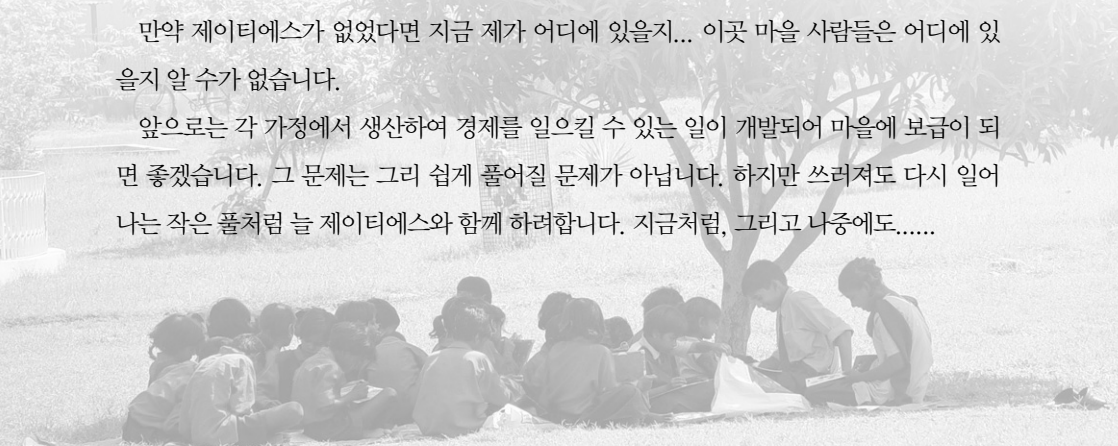 만약 제이티에스가 없었다면 지금 제가 어디에 있을지... 이곳 마을 사람들은 어디에 있
을지 알 수가 없습니다.
앞으로는 각 가정에서 생산하여 경제를 일으킬 수 있는 일이 개발되어 마을에 보급이 되
면 좋겠습니다. 그 문제는 그리 쉽게 풀어질 문제가 아닙니다. 하지만 쓰러져도 다시 일어
나는 작은 풀처럼 늘 제이티에스와 함께 하려합니다. 지금처럼, 그리고 나중에도......